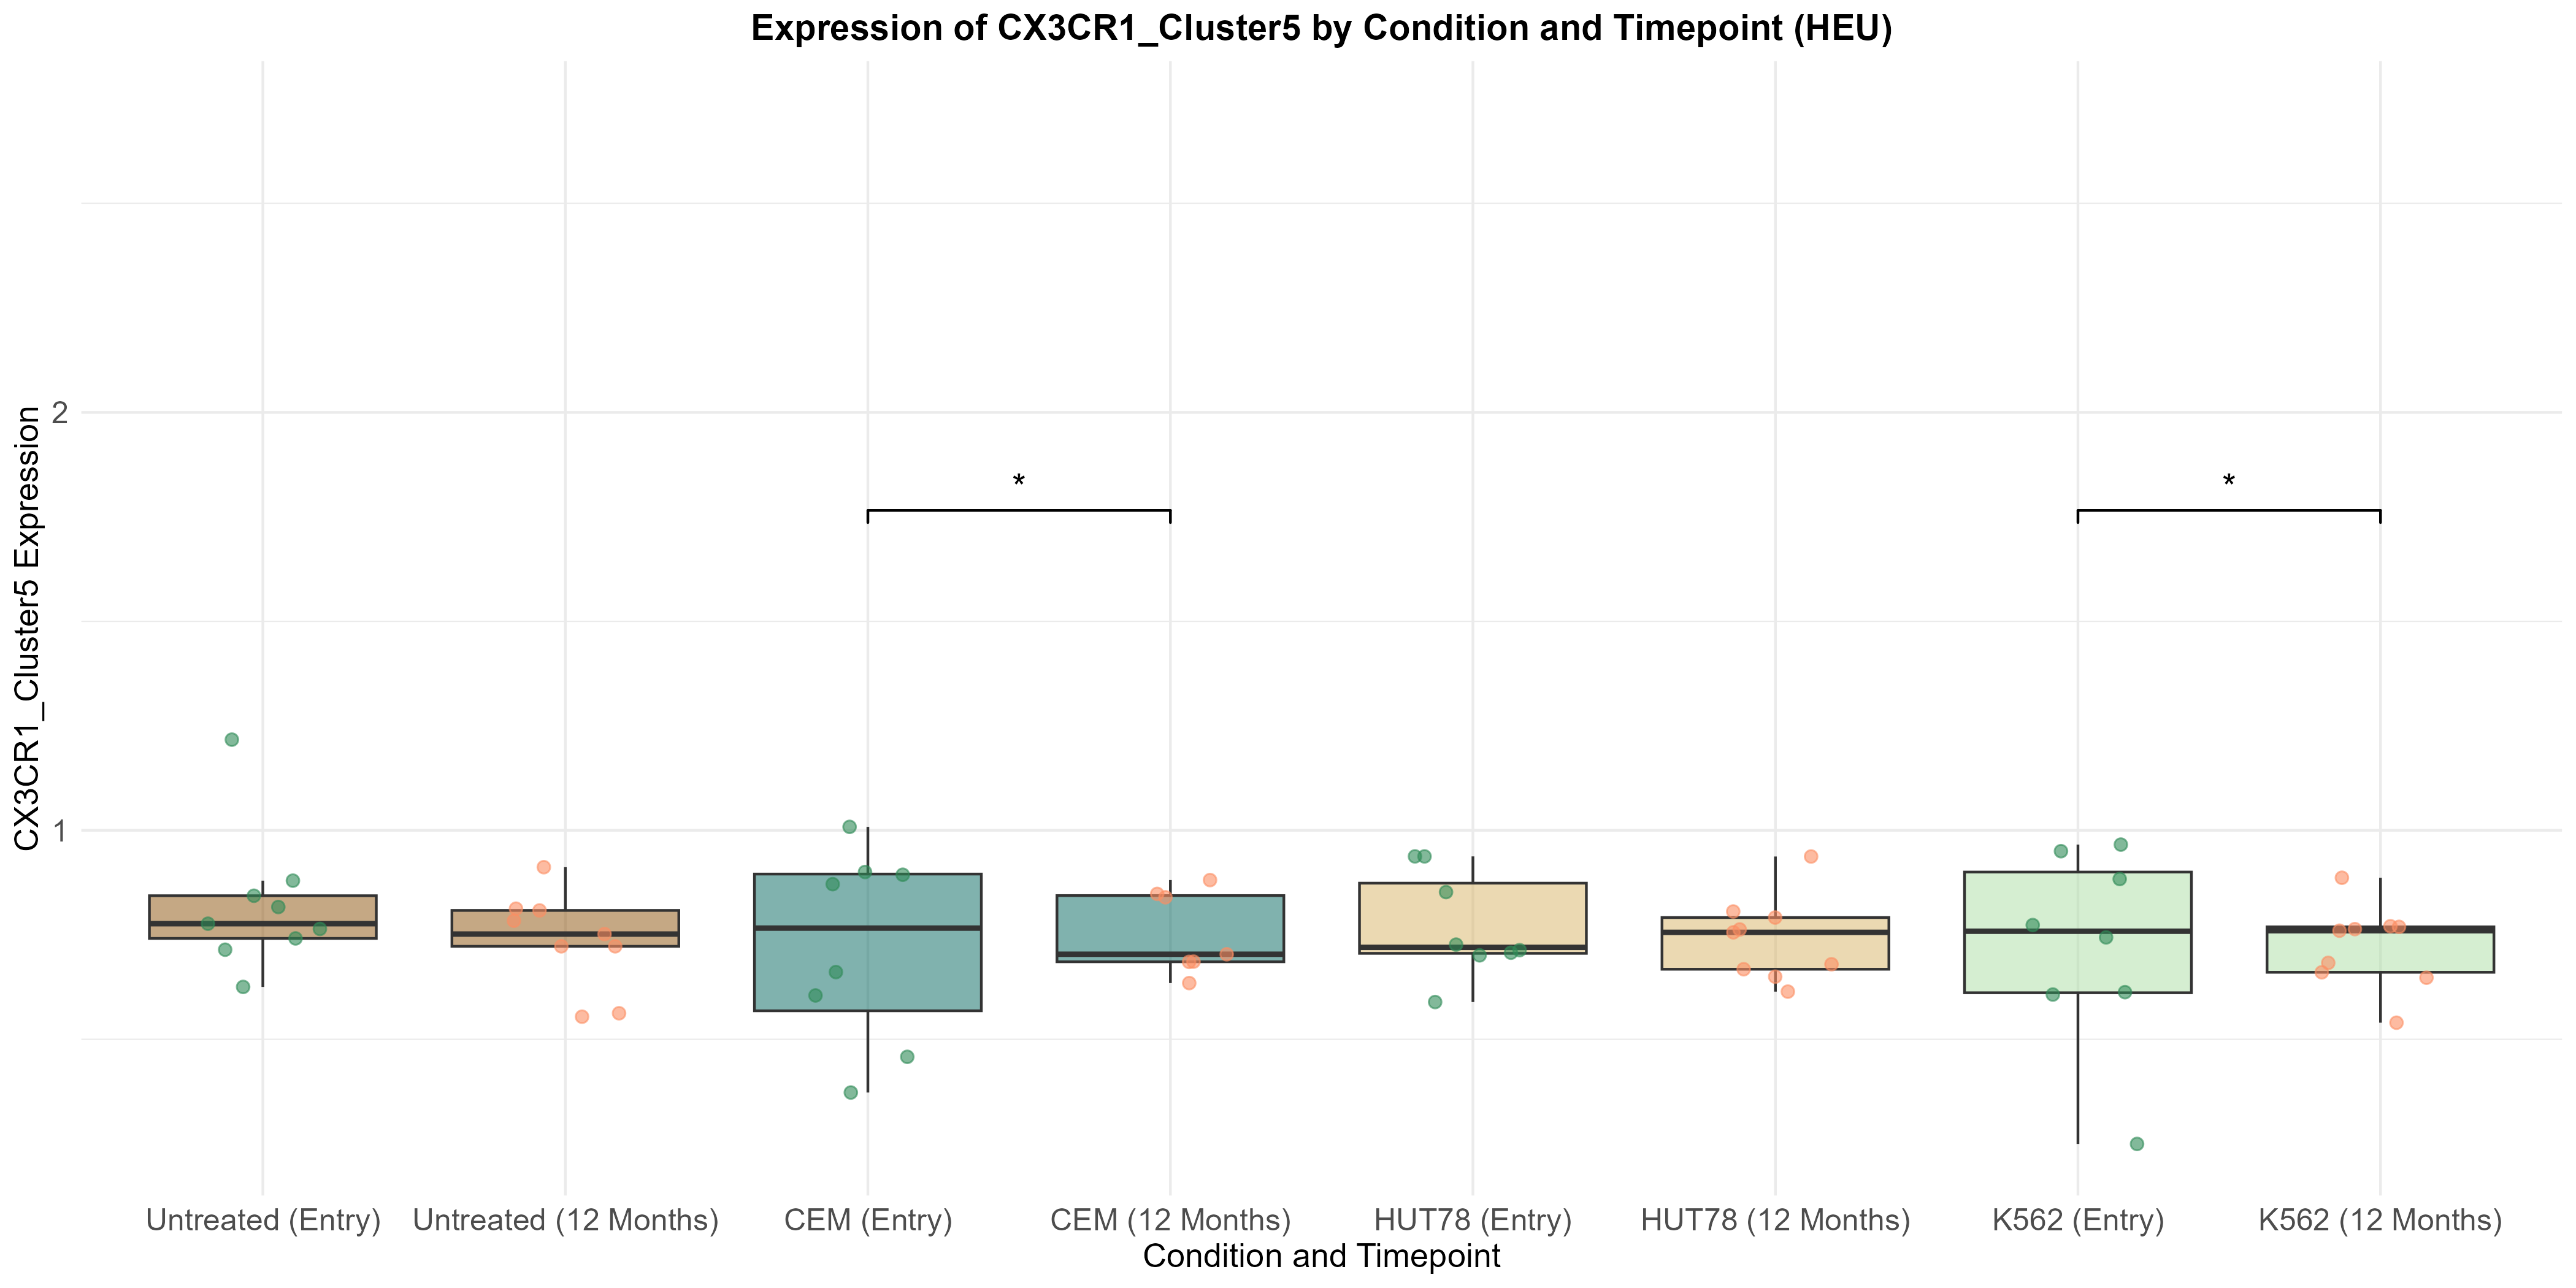 Expression of CX3CR1_Cluster5 by Condition and Timepoint (HEU)
CX3CR1_Cluster5 Expression
2
1
*
*
Untreated (Entry)
Untreated (12 Months)
CEM (Entry)
CEM (12 Months)
HUT78 (Entry)
HUT78 (12 Months)
K562 (Entry)
K562 (12 Months)
Condition and Timepoint